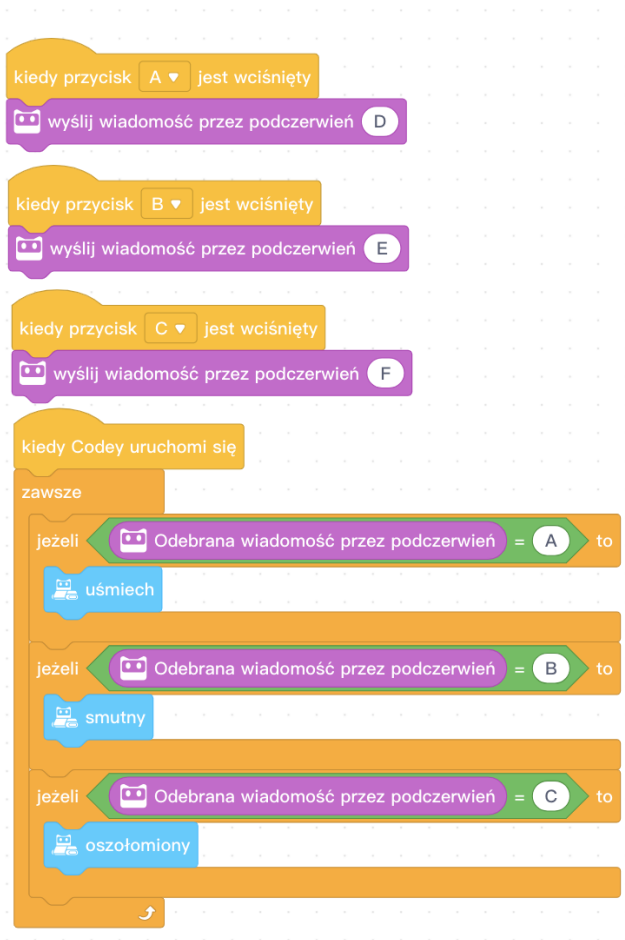 kiedy przycisk A ▼ jest wciśnięty
wyślij wiadomość przez podczerwień D
kiedy przycisk B ▼ jest wciśnięty
wyślij wiadomość przez podczerwień E
kiedy przycisk C ▼ jest wciśnięty
wyślij wiadomość przez podczerwień F
kiedy Codey uruchomi się
zawsze
jeżeli Odebrana wiadomość przez podczerwień = A to
uśmiech
jeżeli Odebrana wiadomość przez podczerwień = B to
smutny
jeżeli Odebrana wiadomość przez podczerwień = C to
oszołomiony